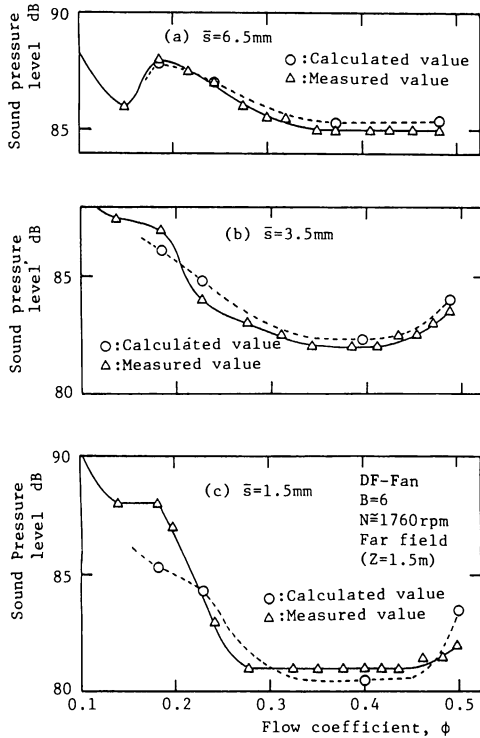 90
(a) s̄=6.5mm
○:Calculated value
△:Measured value
85
Sound pressure
level dB
(b) s̄=3.5mm
85
○:Calculated value
△:Measured value
80
Sound pressure
level dB
90
(c) s̄=1.5mm
DF-Fan
B=6
N≅1760rpm
Far field
(Z=1.5m)
85
○:Calculated value
△:Measured value
80
Sound Pressure
level dB
0.1 0.2 0.3 0.4 0.5
Flow coefficient, ϕ